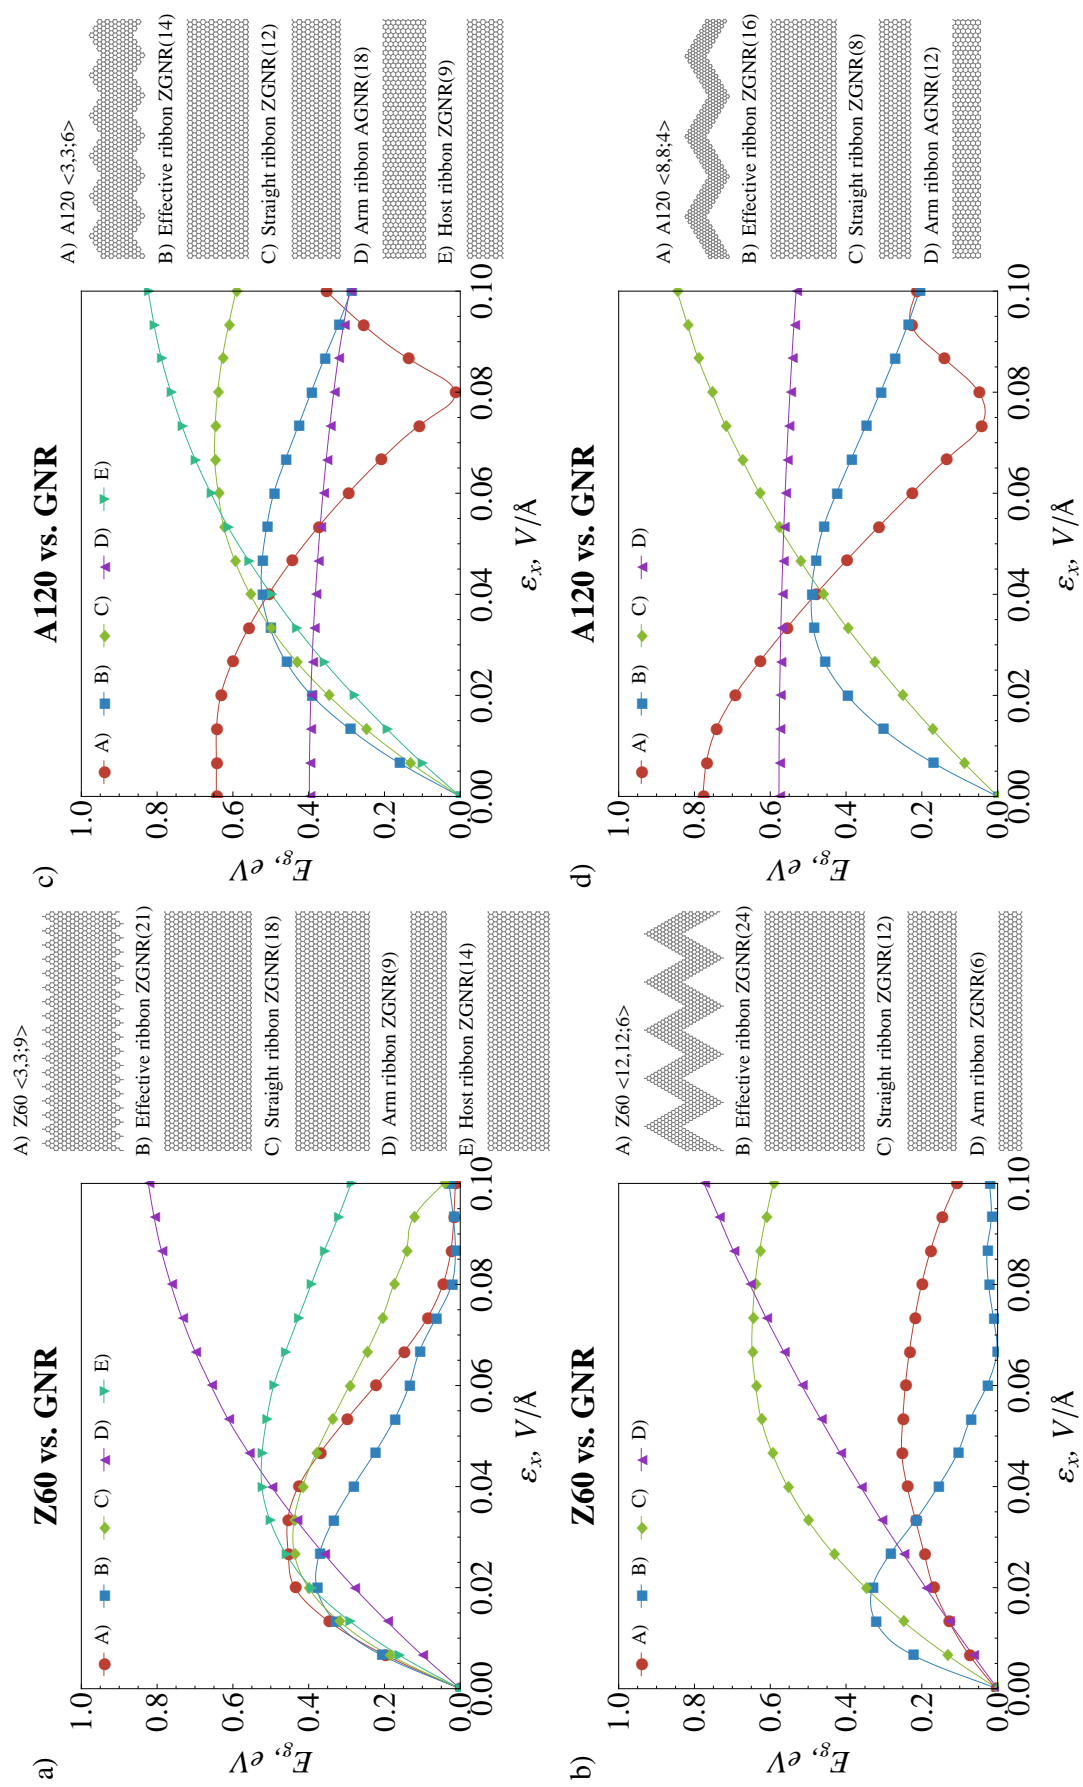 a)
Z60 vs. GNR
A) B) C) D) E)
1.0
0.8
0.6
0.4
0.2
0.0
0.00 0.02 0.04 0.06 0.08 0.10
E_g, eV
ε_x, V/Å
A) Z60 <3,3;9>
B) Effective ribbon ZGNR(21)
C) Straight ribbon ZGNR(18)
D) Arm ribbon ZGNR(9)
E) Host ribbon ZGNR(14)
c)
A120 vs. GNR
A) B) C) D) E)
1.0
0.8
0.6
0.4
0.2
0.0
0.00 0.02 0.04 0.06 0.08 0.10
E_g, eV
ε_x, V/Å
A) A120 <3,3;6>
B) Effective ribbon ZGNR(14)
C) Straight ribbon ZGNR(12)
D) Arm ribbon AGNR(18)
E) Host ribbon ZGNR(9)
b)
Z60 vs. GNR
A) B) C) D)
1.0
0.8
0.6
0.4
0.2
0.0
0.00 0.02 0.04 0.06 0.08 0.10
E_g, eV
ε_x, V/Å
A) Z60 <12,12;6>
B) Effective ribbon ZGNR(24)
C) Straight ribbon ZGNR(12)
D) Arm ribbon ZGNR(6)
d)
A120 vs. GNR
A) B) C) D)
1.0
0.8
0.6
0.4
0.2
0.0
0.00 0.02 0.04 0.06 0.08 0.10
E_g, eV
ε_x, V/Å
A) A120 <8,8;4>
B) Effective ribbon ZGNR(16)
C) Straight ribbon ZGNR(8)
D) Arm ribbon AGNR(12)